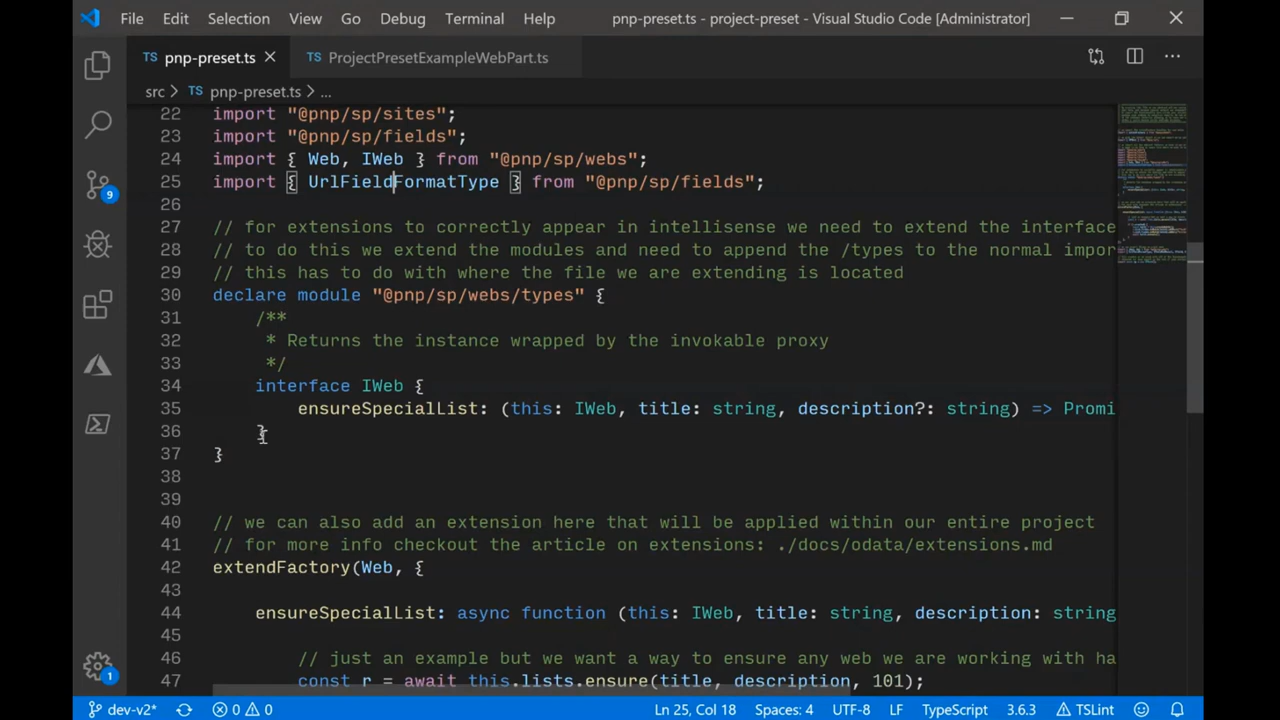 File Edit Selection View Go Debug Terminal Help pnp-preset.ts - project-preset - Visual Studio Code [Administrator]
TS pnp-preset.ts TS ProjectPresetExampleWebPart.ts
src > TS pnp-preset.ts > ...
22 import "@pnp/sp/sites";
23 import "@pnp/sp/fields";
24 import { Web, IWeb } from "@pnp/sp/webs";
25 import { UrlFieldFormatType } from "@pnp/sp/fields";
26
27 // for extensions to correctly appear in intellisense we need to extend the interface
28 // to do this we extend the modules and need to append the /types to the normal impor
29 // this has to do with where the file we are extending is located
30 declare module "@pnp/sp/webs/types" {
31 /**
32 * Returns the instance wrapped by the invokable proxy
33 */
34 interface IWeb {
35 ensureSpecialList: (this: IWeb, title: string, description?: string) => Promi
36 }
37 }
38
39
40 // we can also add an extension here that will be applied within our entire project
41 // for more info checkout the article on extensions: ./docs/odata/extensions.md
42 extendFactory(Web, {
43
44 ensureSpecialList: async function (this: IWeb, title: string, description: string
45
46 // just an example but we want a way to ensure any web we are working with ha
47 const r = await this.lists.ensure(title, description, 101);
9
1
dev-v2* 0 0 Ln 25, Col 18 Spaces: 4 UTF-8 LF TypeScript 3.6.3 TSLint